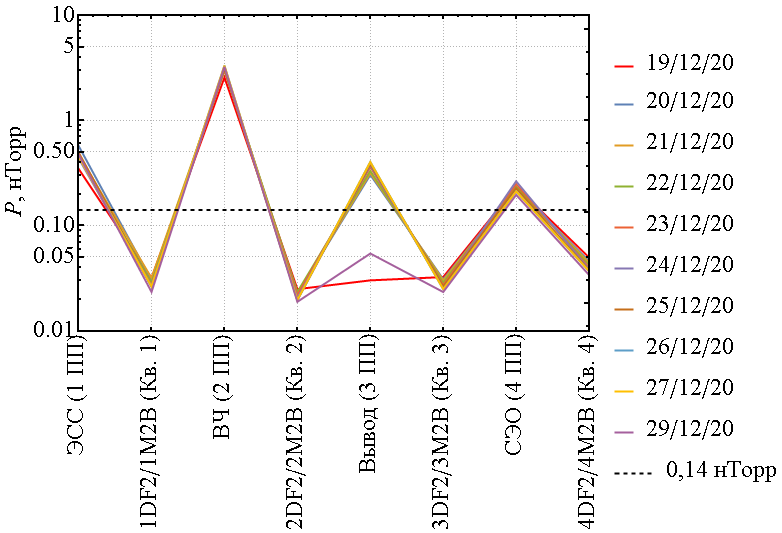 10
5
1
0.50
0.10
0.05
0.01
P, нТорр
ЭСС (1 ПП)
1DF2/1M2B (Кв. 1)
ВЧ (2 ПП)
2DF2/2M2B (Кв. 2)
Вывод (3 ПП)
3DF2/3M2B (Кв. 3)
СЭО (4 ПП)
4DF2/4M2B (Кв. 4)
19/12/20
20/12/20
21/12/20
22/12/20
23/12/20
24/12/20
25/12/20
26/12/20
27/12/20
29/12/20
0,14 нТорр